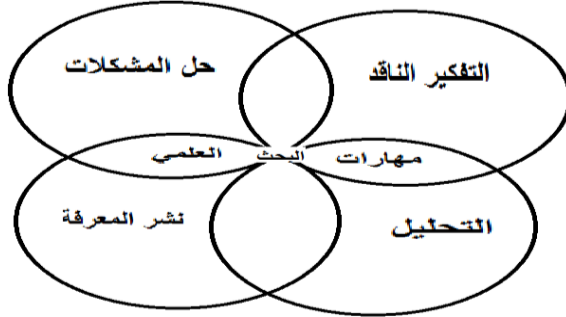 التفكير الناقد
حل المشكلات
مهارات البحث العلمي
التحليل
نشر المعرفة